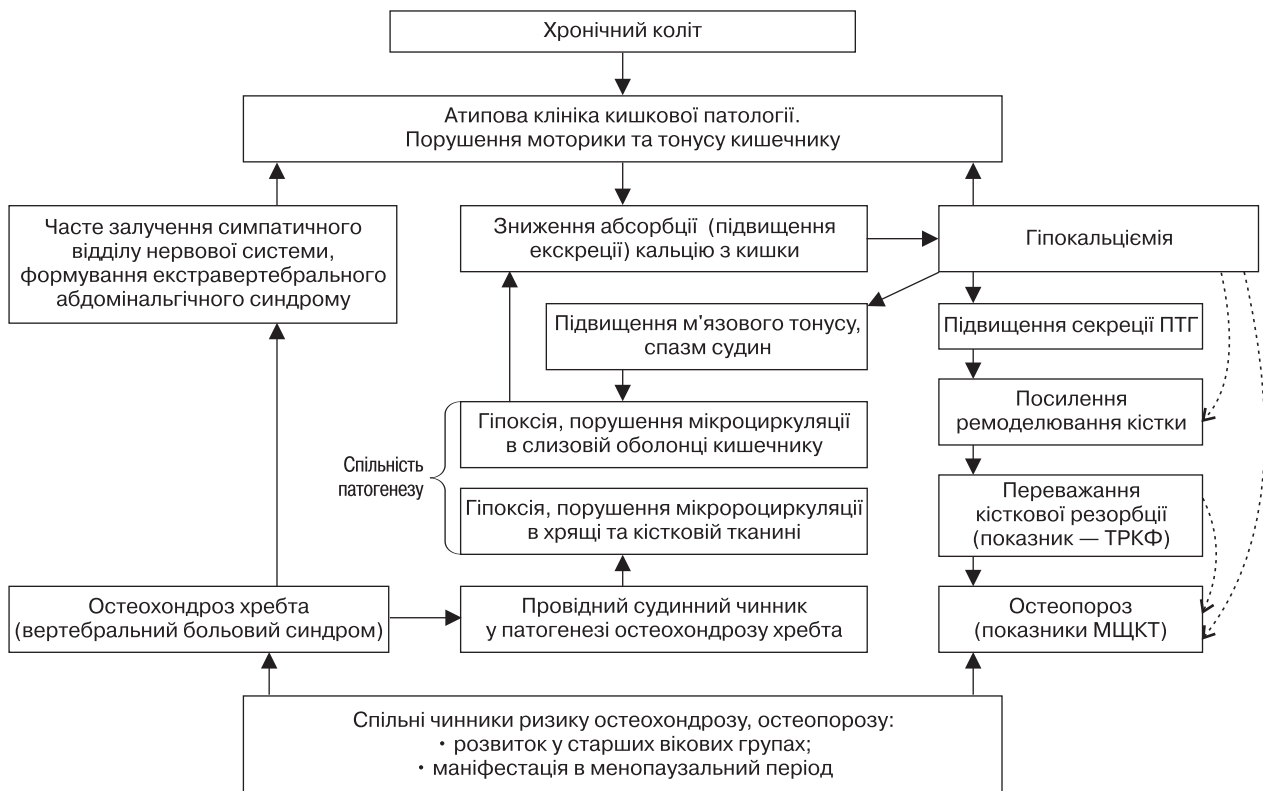 Хронічний коліт
Атипова клініка кишкової патології.
Порушення моторики та тонусу кишечнику
Часте залучення симпатичного
відділу нервової системи,
формування екстравертебрального
абдомінальгічного синдрому
Зниження абсорбції (підвищення
екскреції) кальцію з кишки
Гіпокальціємія
Підвищення м’язового тонусу,
спазм судин
Підвищення секреції ПТГ
Посилення
ремоделювання кістки
Гіпоксія, порушення мікроциркуляції
в слизовій оболонці кишечнику
Спільність
патогенезу
Гіпоксія, порушення мікророциркуляції
в хрящі та кістковій тканині
Переважання
кісткової резорбції
(показник — ТРКФ)
Остеохондроз хребта
(вертебральний больовий синдром)
Провідний судинний чинник
у патогенезі остеохондрозу хребта
Остеопороз
(показники МЩКТ)
Спільні чинники ризику остеохондрозу, остеопорозу:
• розвиток у старших вікових групах;
• маніфестація в менопаузальний період